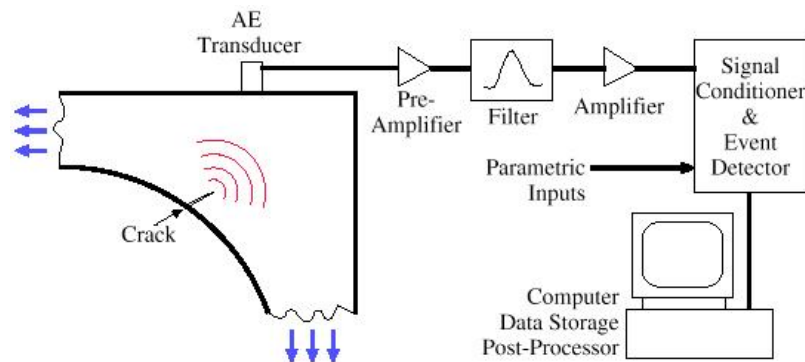 AE
Transducer
Pre-
Amplifier
Filter
Amplifier
Signal
Conditioner
&
Event
Detector
Parametric
Inputs
Crack
Computer
Data Storage
Post-Processor